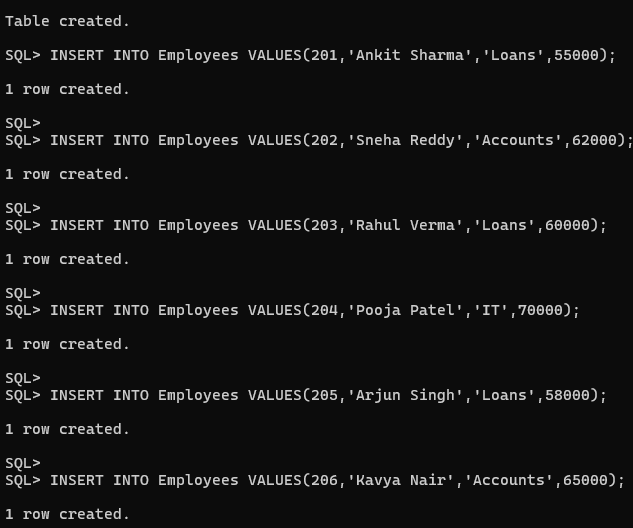 Table created.
SQL> INSERT INTO Employees VALUES(201,'Ankit Sharma','Loans',55000);
1 row created.
SQL>
SQL> INSERT INTO Employees VALUES(202,'Sneha Reddy','Accounts',62000);
1 row created.
SQL>
SQL> INSERT INTO Employees VALUES(203,'Rahul Verma','Loans',60000);
1 row created.
SQL>
SQL> INSERT INTO Employees VALUES(204,'Pooja Patel','IT',70000);
1 row created.
SQL>
SQL> INSERT INTO Employees VALUES(205,'Arjun Singh','Loans',58000);
1 row created.
SQL>
SQL> INSERT INTO Employees VALUES(206,'Kavya Nair','Accounts',65000);
1 row created.